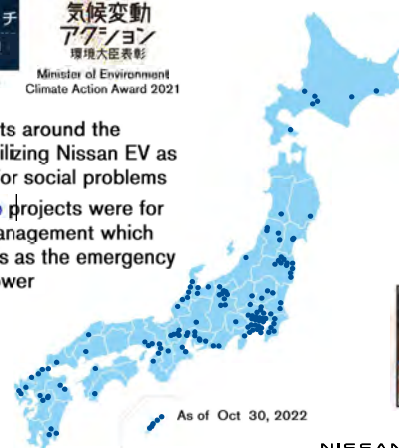 チ
気候変動
アクション
環境大臣表彰
Minister of Environment
Climate Action Award 2021
ts around the
ilizing Nissan EV as
or social problems
projects were for
anagement which
s as the emergency
wer
As of Oct 30, 2022
NISSAN